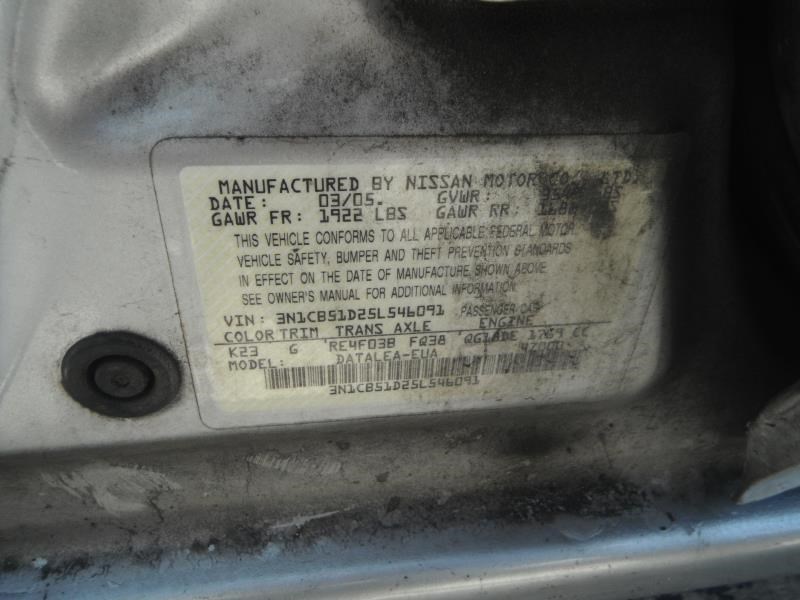 MANUFACTURED BY NISSAN MOTOR CO., LTD.
DATE: 03/05. GVWR: LBS
GAWR FR: 1922 LBS GAWR RR:
THIS VEHICLE CONFORMS TO ALL APPLICABLE FEDERAL MOTOR
VEHICLE SAFETY, BUMPER AND THEFT PREVENTION STANDARDS
IN EFFECT ON THE DATE OF MANUFACTURE SHOWN ABOVE.
SEE OWNER'S MANUAL FOR ADDITIONAL INFORMATION.
VIN: 3N1CB51D25L546091 PASSENGER CAR
COLOR TRIM TRANS AXLE ENGINE
K23 G RE4F03B FQ38 QG18DE 1769 CC
MODEL: DATALEA-EUA
3N1CB51D25L546091